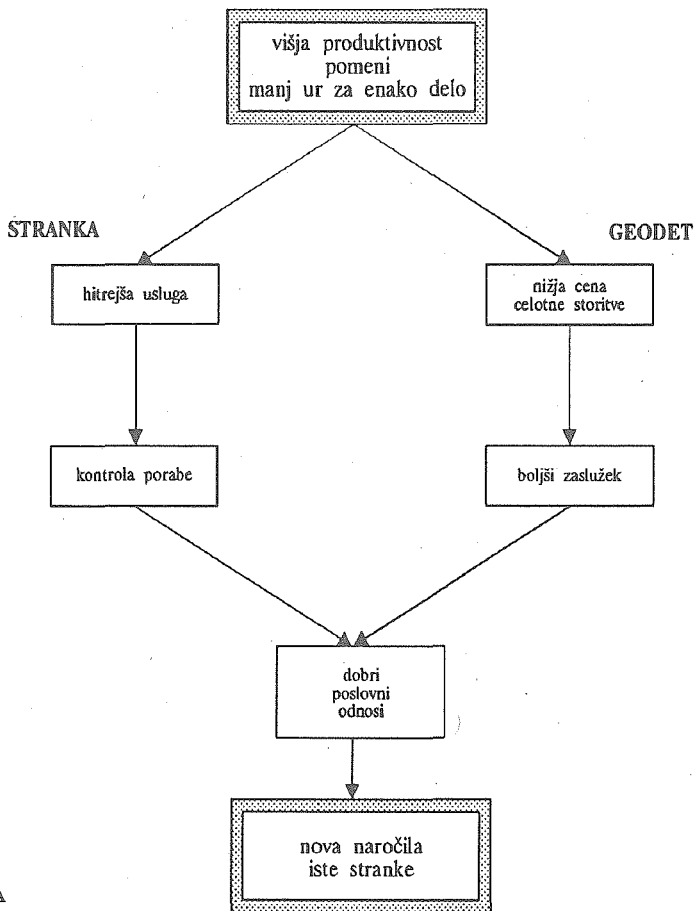 višja produktivnost
pomeni
manj ur za enako delo
STRANKA
GEODET
hitrejša usluga
nižja cena
celotne storitve
kontrola porabe
boljši zaslužek
dobri
poslovni
odnosi
nova naročila
iste stranke